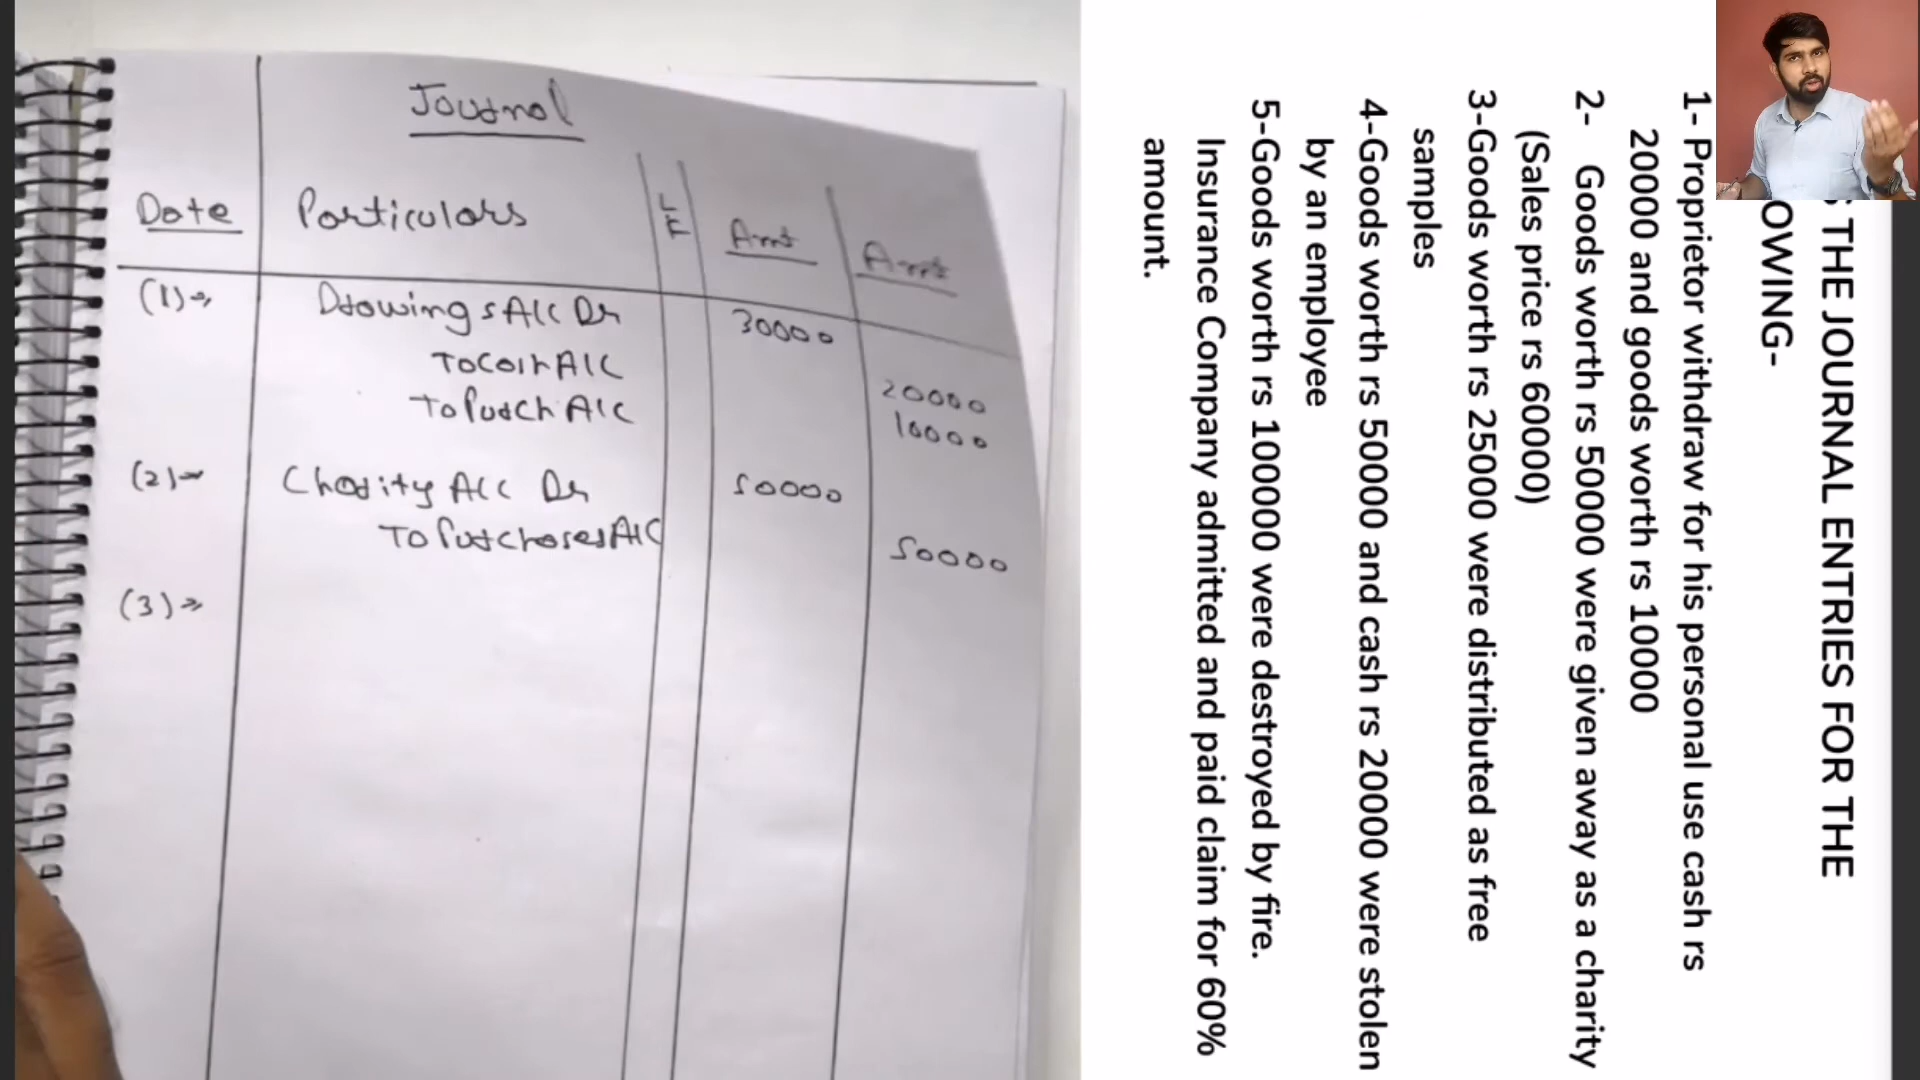 Journal
Date Particulars L.F Amt Amt
(1) Drawings A/C Dr 30000
To Cash A/C 20000
To Purch A/C 10000
(2) Charity A/C Dr 50000
To Purchases A/C 50000
(3)
THE JOURNAL ENTRIES FOR THE
OWING-
1- Proprietor withdraw for his personal use cash rs
20000 and goods worth rs 10000
2- Goods worth rs 50000 were given away as a charity
(Sales price rs 60000)
3-Goods worth rs 25000 were distributed as free
samples
4-Goods worth rs 50000 and cash rs 20000 were stolen
by an employee
5-Goods worth rs 100000 were destroyed by fire.
Insurance Company admitted and paid claim for 60%
amount.